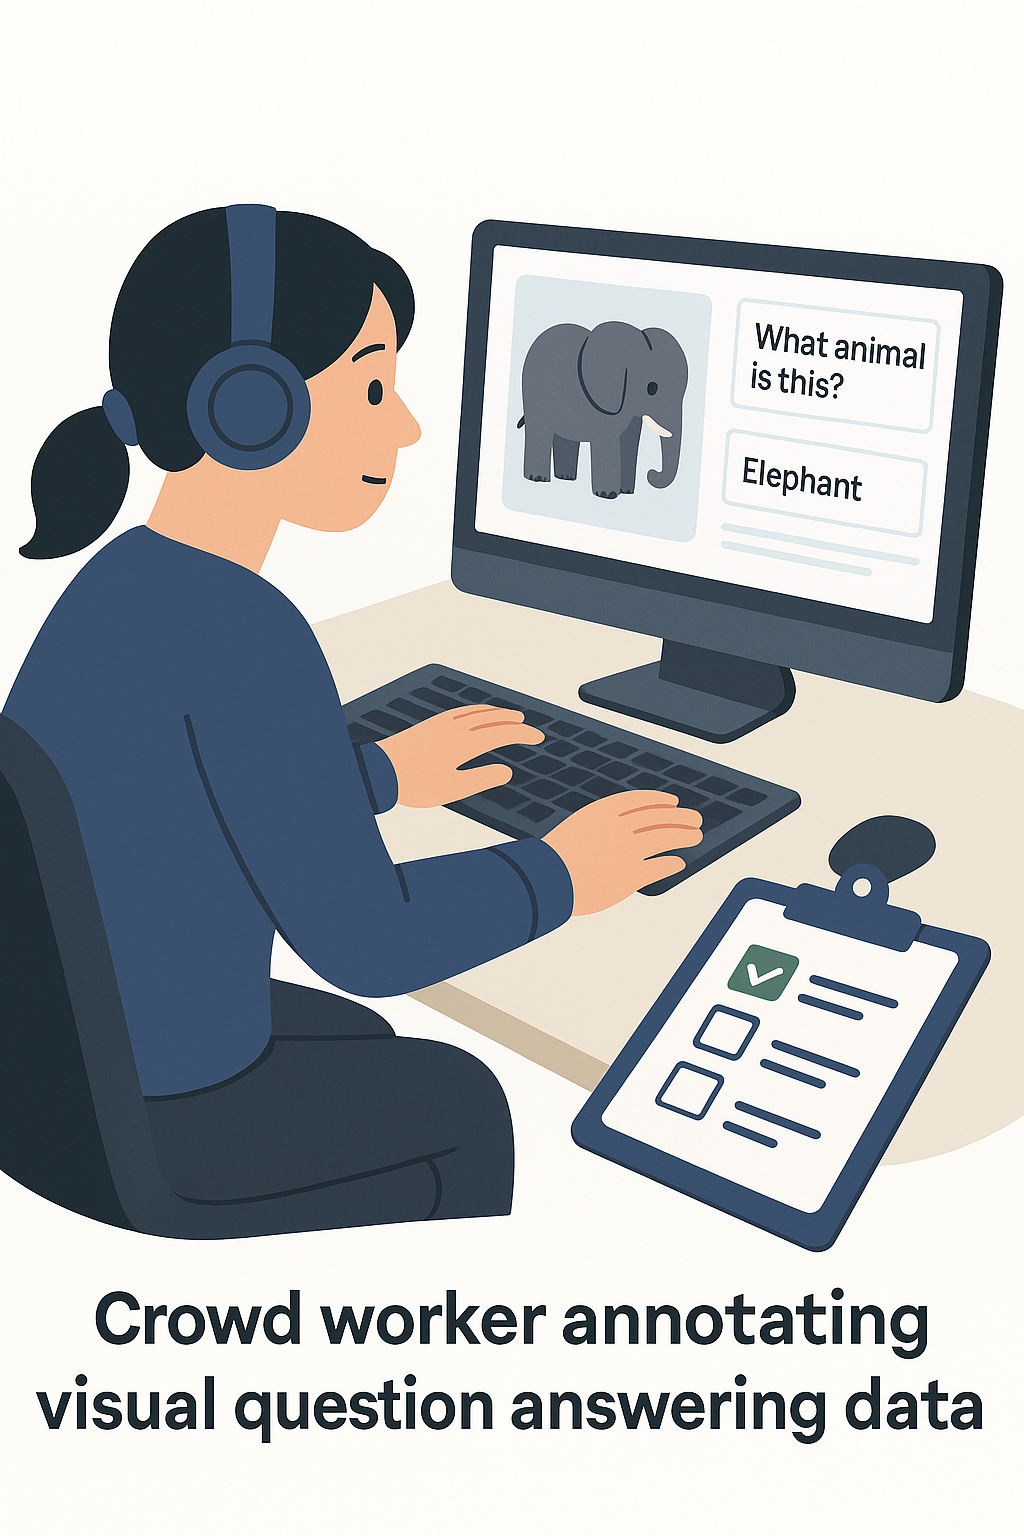 What animal
is this?
Elephant
Crowd worker annotating
visual question answering data